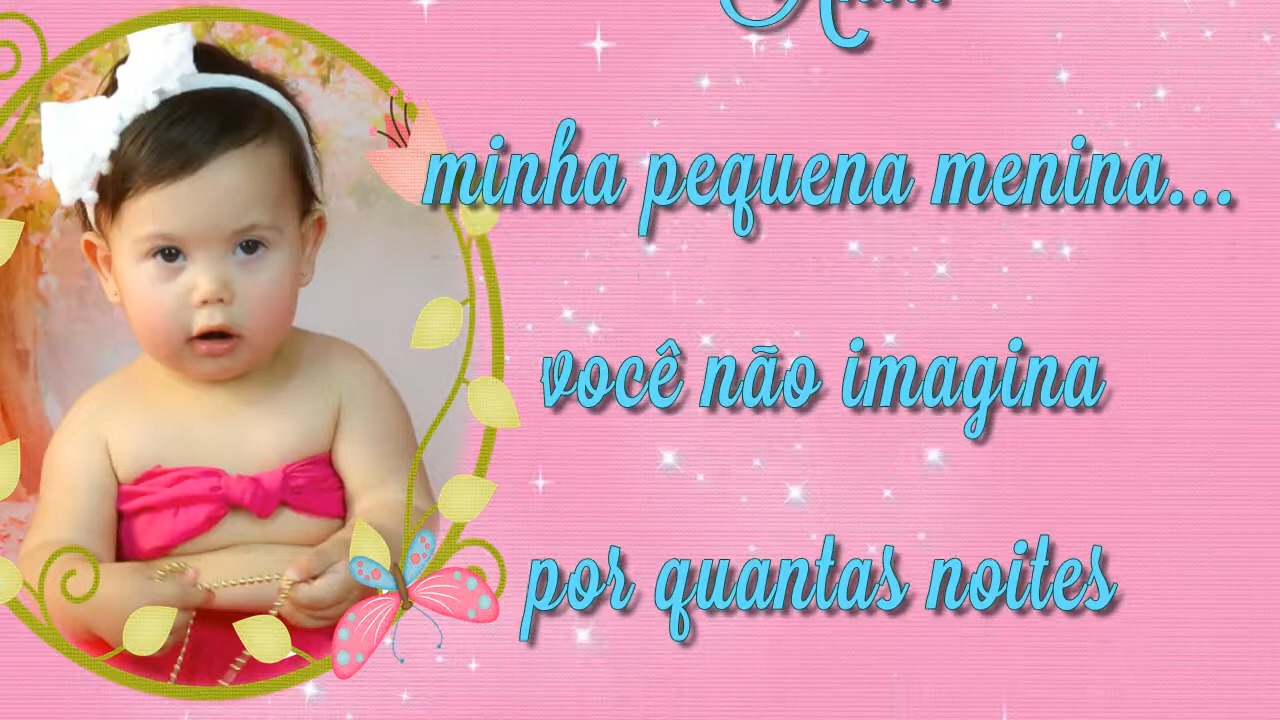 minha pequena menina...
você não imagina
por quantas noites